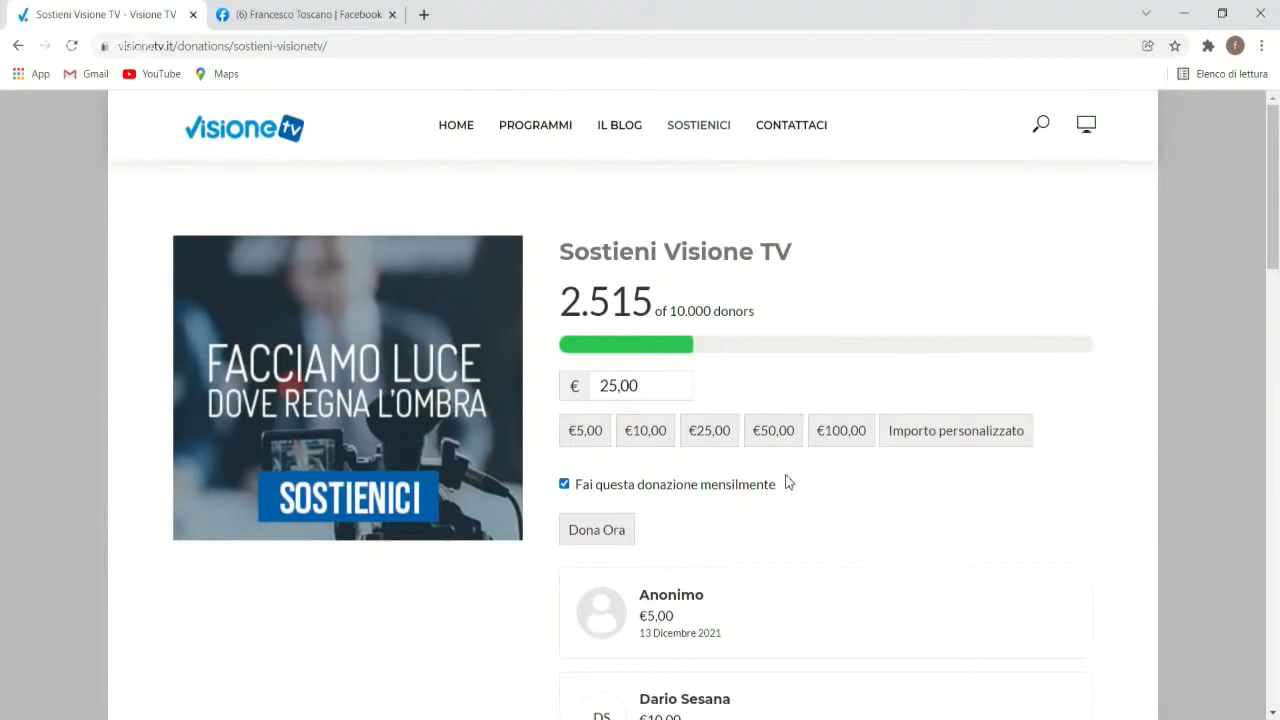 Sostieni Visione TV - Visione TV
(6) Francesco Toscano | Facebook
visionetv.it/donations/sostieni-visionetv/
f
App
Gmail
YouTube
Maps
Elenco di lettura
visione tv
HOME
PROGRAMMI
IL BLOG
SOSTIENICI
CONTATTACI
FACCIAMO LUCE
DOVE REGNA L'OMBRA
SOSTIENICI
Sostieni Visione TV
2.515 of 10.000 donors
€ 25,00
€5,00
€10,00
€25,00
€50,00
€100,00
Importo personalizzato
Fai questa donazione mensilmente
Dona Ora
Anonimo
€5,00
13 Dicembre 2021
Dario Sesana
DS
€10,00